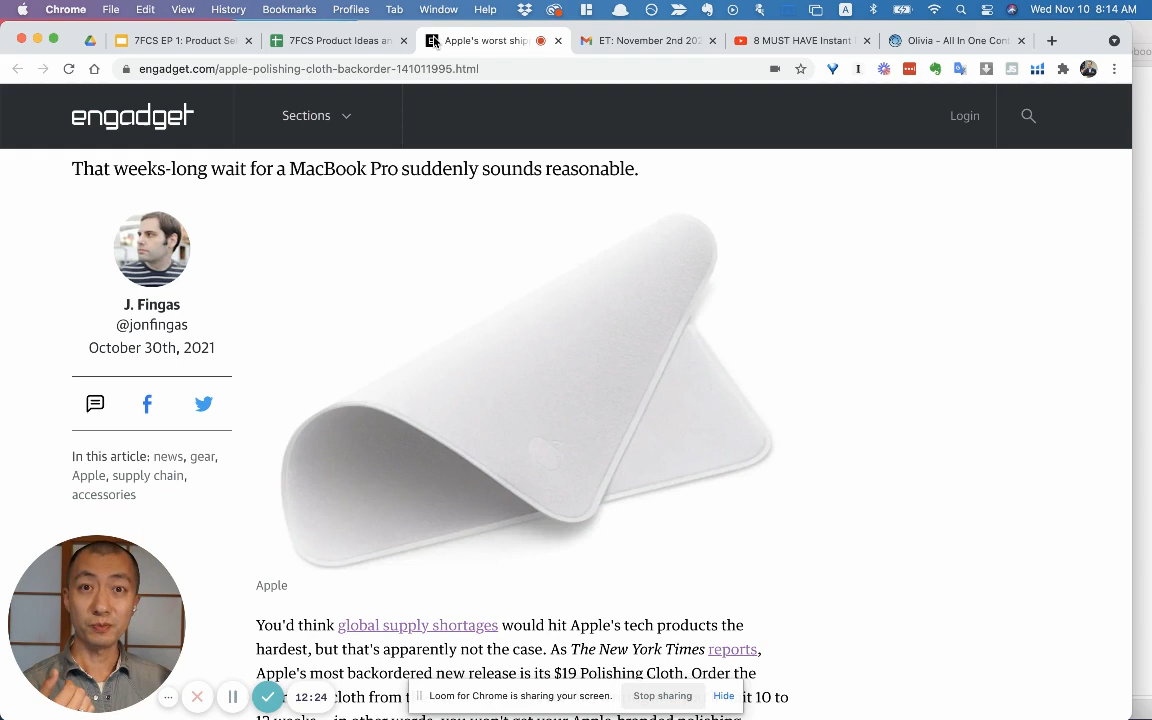 Chrome File Edit View History Bookmarks Profiles Tab Window Help A Wed Nov 10 8:14 AM
7FCS EP 1: Product Se
7FCS Product Ideas an
Apple's worst ship
ET: November 2nd 202
8 MUST HAVE Instant
Olivia - All In One Cont
engadget.com/apple-polishing-cloth-backorder-141011995.html
engadget
Sections
Login
That weeks-long wait for a MacBook Pro suddenly sounds reasonable.
J. Fingas
@jonfingas
October 30th, 2021
In this article: news, gear,
Apple, supply chain,
accessories
Apple
You'd think global supply shortages would hit Apple's tech products the
hardest, but that's apparently not the case. As The New York Times reports,
Apple's most backordered new release is its $19 Polishing Cloth. Order the
cloth from it 10 to
12:24
Loom for Chrome is sharing your screen.
Stop sharing
Hide